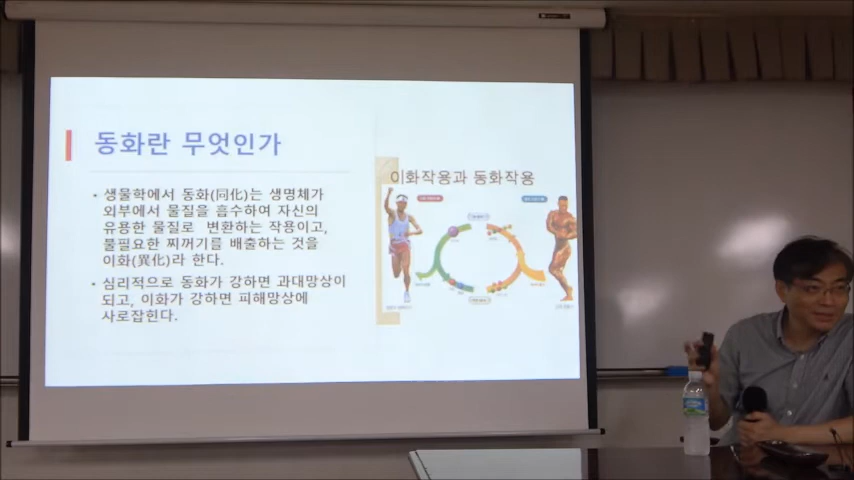 동화란 무엇인가
• 생물학에서 동화(同化)는 생명체가
외부에서 물질을 흡수하여 자신의
유용한 물질로 변환하는 작용이고,
불필요한 찌꺼기를 배출하는 것을
이화(異化)라 한다.
• 심리적으로 동화가 강하면 과대망상이
되고, 이화가 강하면 피해망상에
사로잡힌다.
이화작용과 동화작용